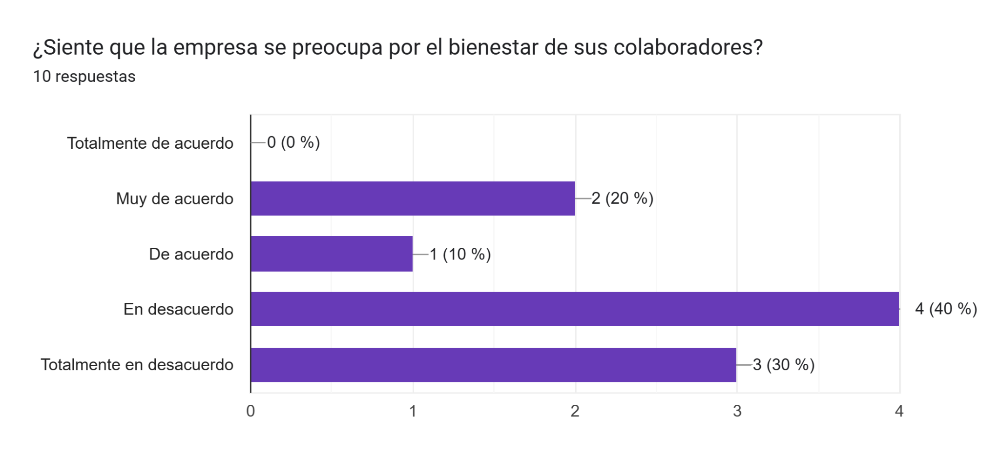 ¿Siente que la empresa se preocupa por el bienestar de sus colaboradores?
10 respuestas
Totalmente de acuerdo 0 (0 %)
Muy de acuerdo 2 (20 %)
De acuerdo 1 (10 %)
En desacuerdo 4 (40 %)
Totalmente en desacuerdo 3 (30 %)
0 1 2 3 4